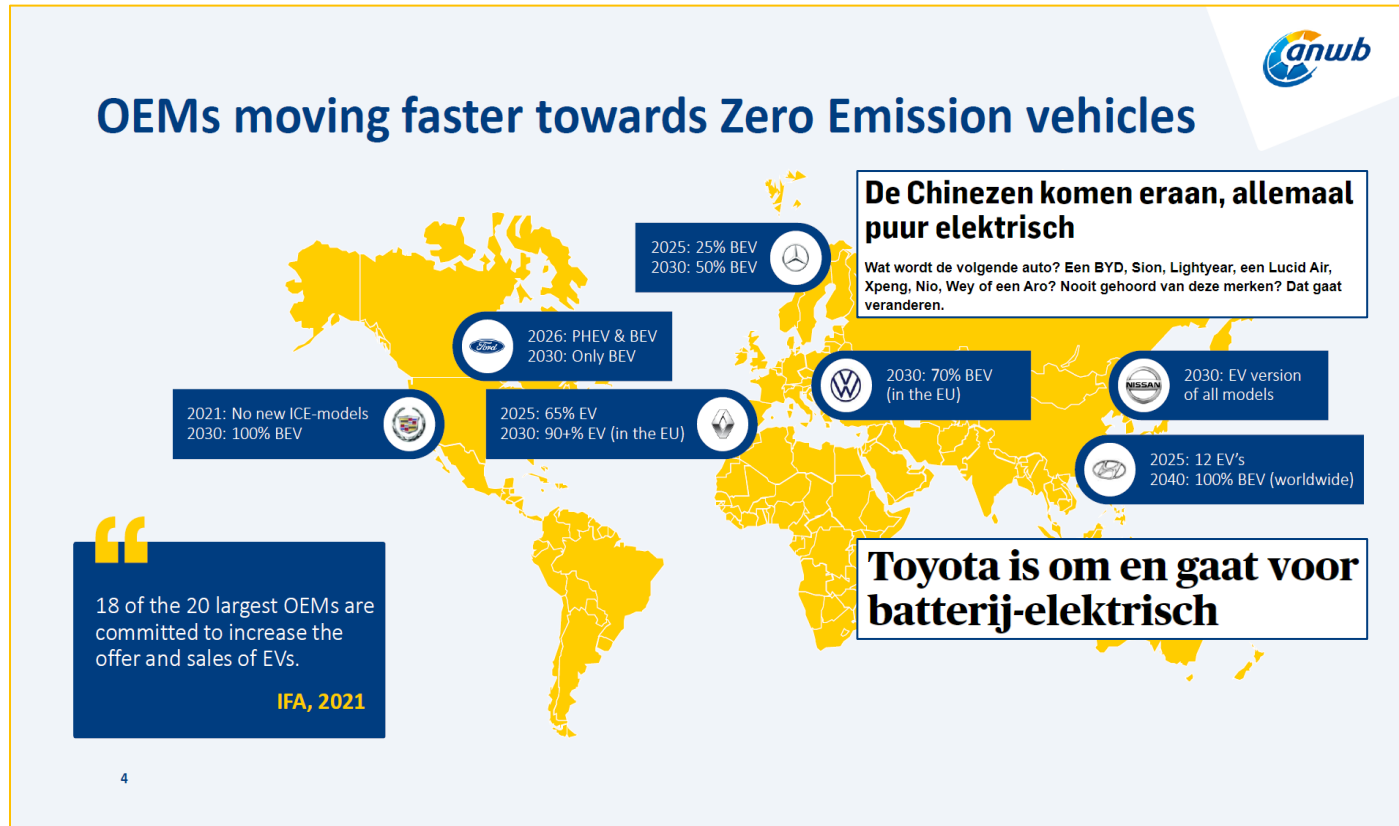 anwb
OEMs moving faster towards Zero Emission vehicles
De Chinezen komen eraan, allemaal
puur elektrisch
Wat wordt de volgende auto? Een BYD, Sion, Lightyear, een Lucid Air,
Xpeng, Nio, Wey of een Aro? Nooit gehoord van deze merken? Dat gaat
veranderen.
2025: 25% BEV
2030: 50% BEV
Ford
2026: PHEV & BEV
2030: Only BEV
2021: No new ICE-models
2030: 100% BEV
2025: 65% EV
2030: 90+% EV (in the EU)
2030: 70% BEV
(in the EU)
NISSAN
2030: EV version
of all models
2025: 12 EV’s
2040: 100% BEV (worldwide)
Toyota is om en gaat voor
batterij-elektrisch
18 of the 20 largest OEMs are
committed to increase the
offer and sales of EVs.
IFA, 2021
4